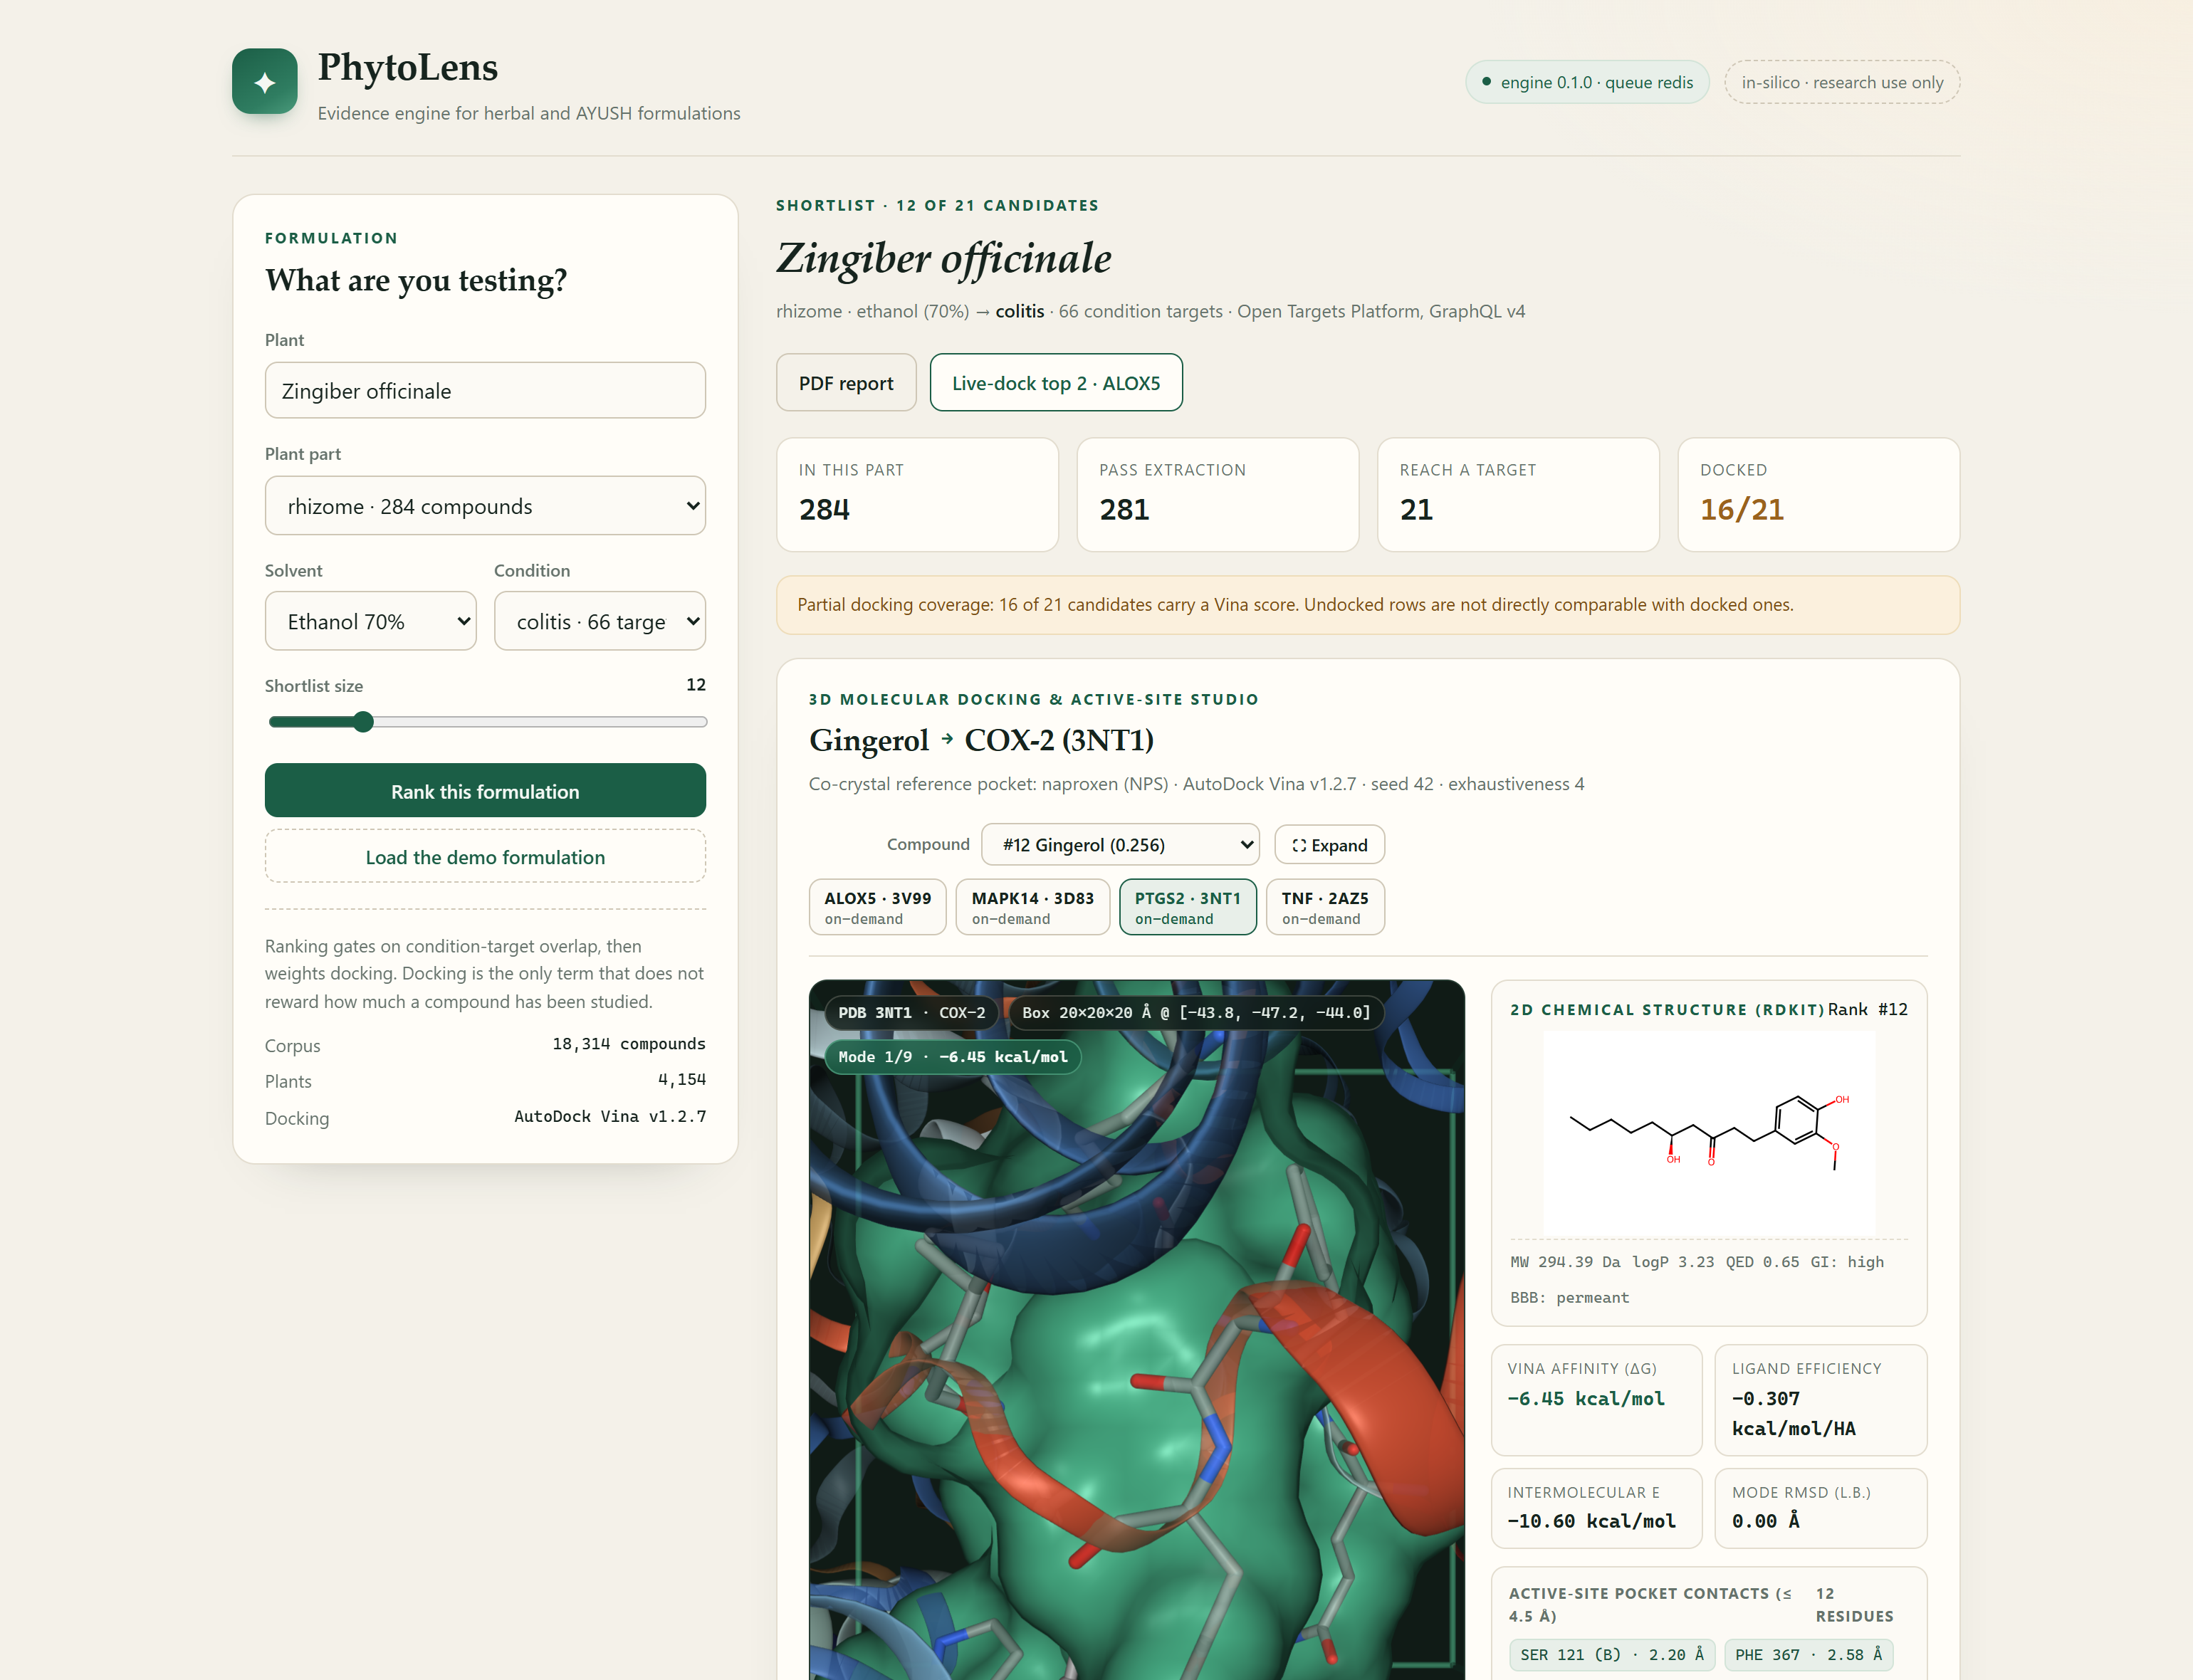 PhytoLens
Evidence engine for herbal and AYUSH formulations
engine 0.1.0 · queue redis
in-silico · research use only
FORMULATION
What are you testing?
Plant
Zingiber officinale
Plant part
rhizome · 284 compounds
Solvent
Condition
Ethanol 70%
colitis · 66 targe
Shortlist size
12
Rank this formulation
Load the demo formulation
Ranking gates on condition-target overlap, then
weights docking. Docking is the only term that does not
reward how much a compound has been studied.
Corpus
18,314 compounds
Plants
4,154
Docking
AutoDock Vina v1.2.7
SHORTLIST · 12 OF 21 CANDIDATES
Zingiber officinale
rhizome · ethanol (70%) → colitis · 66 condition targets · Open Targets Platform, GraphQL v4
PDF report
Live-dock top 2 · ALOX5
IN THIS PART
284
PASS EXTRACTION
281
REACH A TARGET
21
DOCKED
16/21
Partial docking coverage: 16 of 21 candidates carry a Vina score. Undocked rows are not directly comparable with docked ones.
3D MOLECULAR DOCKING & ACTIVE-SITE STUDIO
Gingerol → COX-2 (3NT1)
Co-crystal reference pocket: naproxen (NPS) · AutoDock Vina v1.2.7 · seed 42 · exhaustiveness 4
Compound
#12 Gingerol (0.256)
Expand
ALOX5 · 3V99
on-demand
MAPK14 · 3D83
on-demand
PTGS2 · 3NT1
on-demand
TNF · 2AZ5
on-demand
PDB 3NT1 · COX-2
Box 20×20×20 Å @ [-43.8, -47.2, -44.0]
Mode 1/9 · -6.45 kcal/mol
2D CHEMICAL STRUCTURE (RDKIT)
Rank #12
OH
O
OH
O
MW 294.39 Da logP 3.23 QED 0.65 GI: high
BBB: permeant
VINA AFFINITY (ΔG)
-6.45 kcal/mol
LIGAND EFFICIENCY
-0.307
kcal/mol/HA
INTERMOLECULAR E
-10.60 kcal/mol
MODE RMSD (L.B.)
0.00 Å
ACTIVE-SITE POCKET CONTACTS (≤
4.5 Å)
12
RESIDUES
SER 121 (B) · 2.20 Å
PHE 367 · 2.58 Å